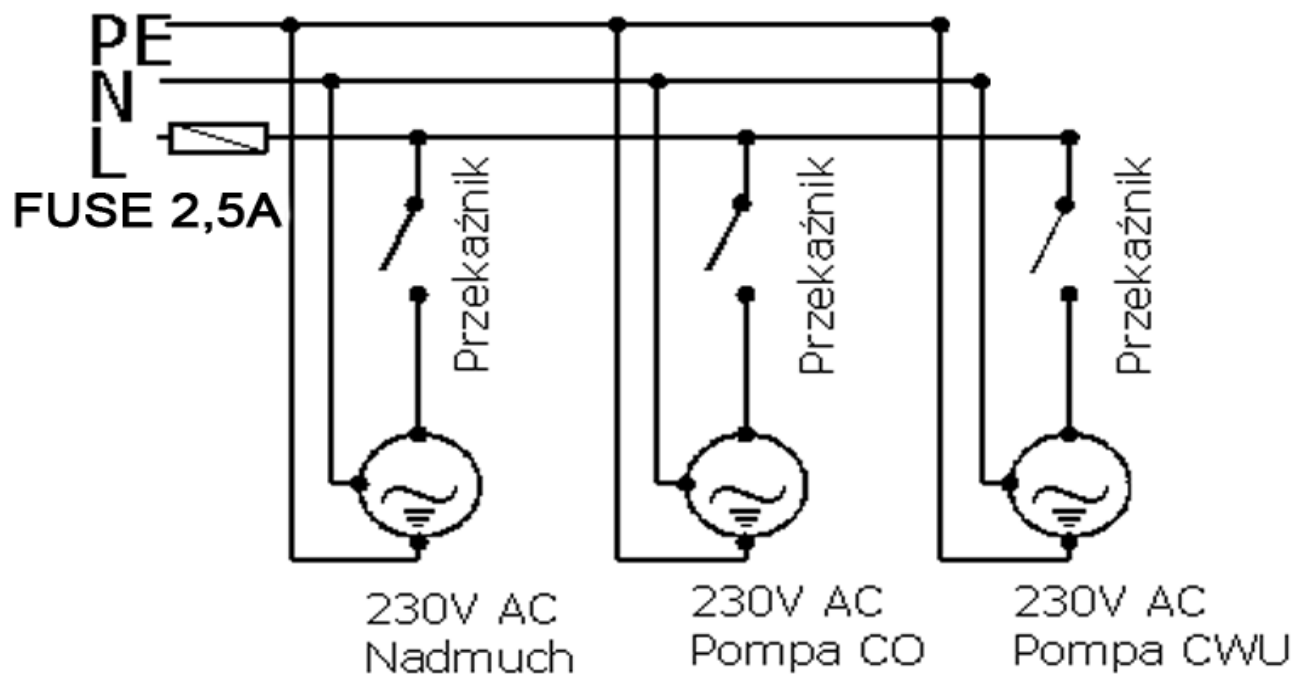 PE
N
L
FUSE 2,5A
Przekaźnik
Przekaźnik
Przekaźnik
230V AC
Nadmuch
230V AC
Pompa CO
230V AC
Pompa CWU